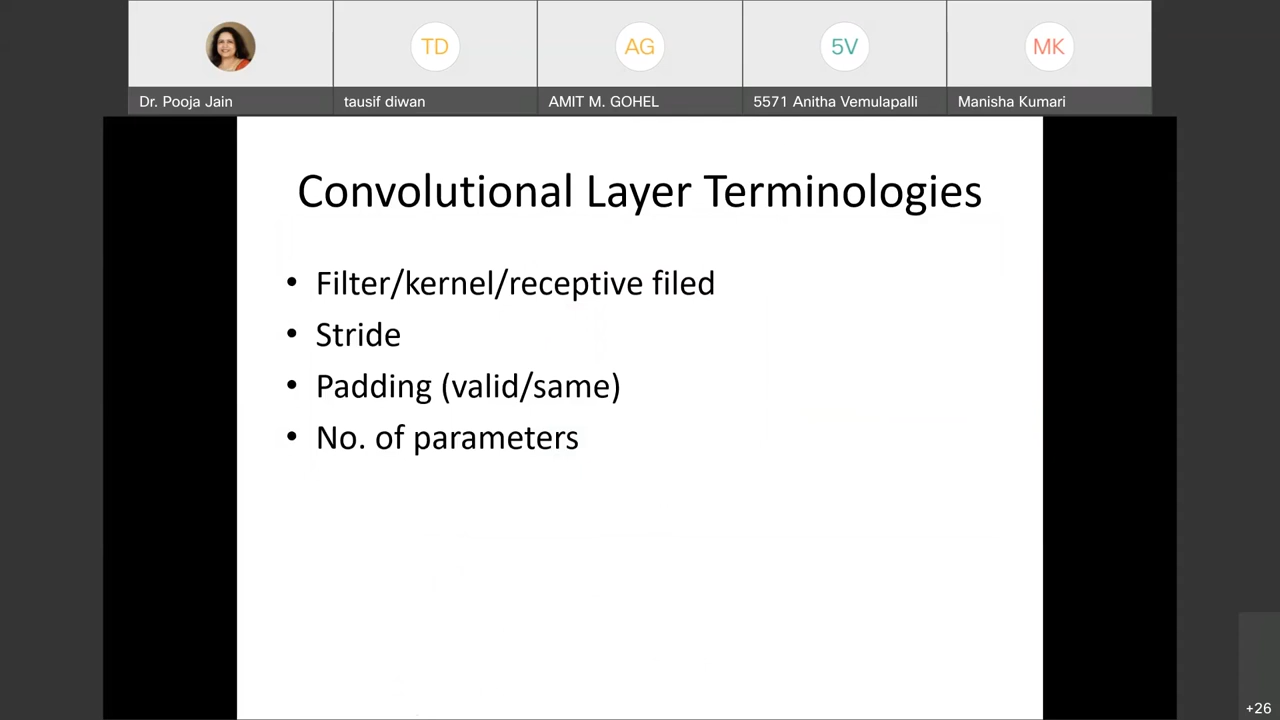 TD
AG
5V
MK
Dr. Pooja Jain
tausif diwan
AMIT M. GOHEL
5571 Anitha Vemulapalli
Manisha Kumari
Convolutional Layer Terminologies
• Filter/kernel/receptive filed
• Stride
• Padding (valid/same)
• No. of parameters
+26